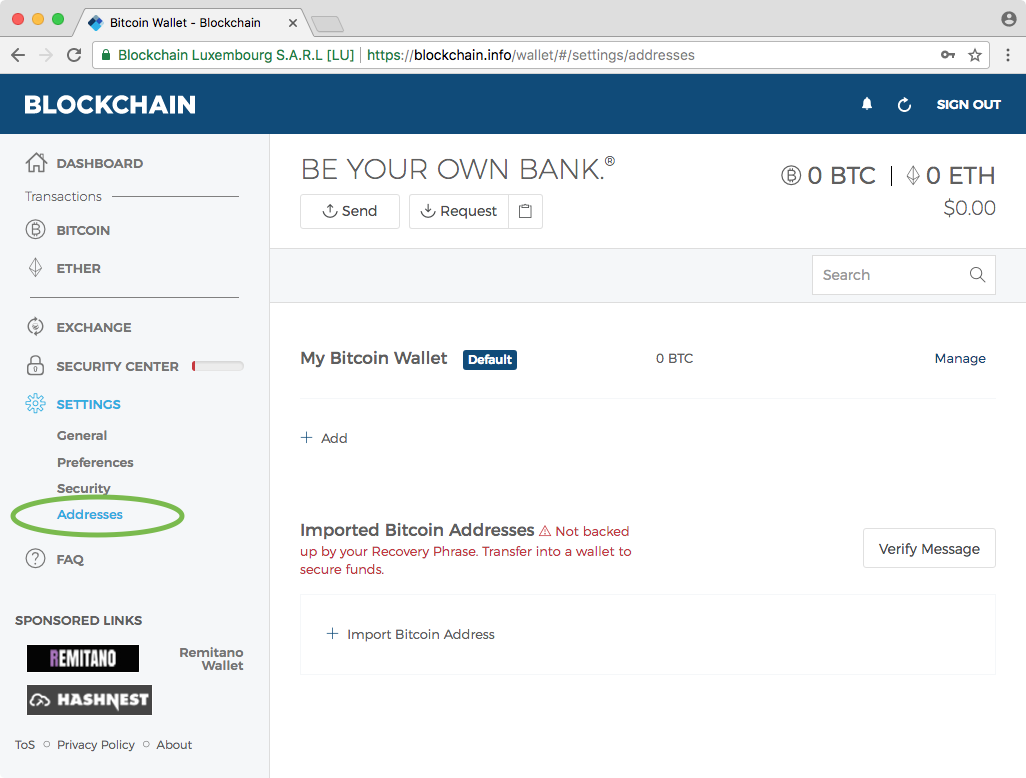 Bitcoin Wallet - Blockchain
Blockchain Luxembourg S.A.R.L [LU] https://blockchain.info/wallet/#/settings/addresses
BLOCKCHAIN
SIGN OUT
DASHBOARD
Transactions
BITCOIN
ETHER
EXCHANGE
SECURITY CENTER
SETTINGS
General
Preferences
Security
Addresses
FAQ
SPONSORED LINKS
REMITANO
Remitano
Wallet
HASHNEST
ToS
Privacy Policy
About
BE YOUR OWN BANK.®
0 BTC | 0 ETH
$0.00
Send
Request
Search
My Bitcoin Wallet
Default
0 BTC
Manage
+ Add
Imported Bitcoin Addresses Not backed
up by your Recovery Phrase. Transfer into a wallet to
secure funds.
Verify Message
+ Import Bitcoin Address